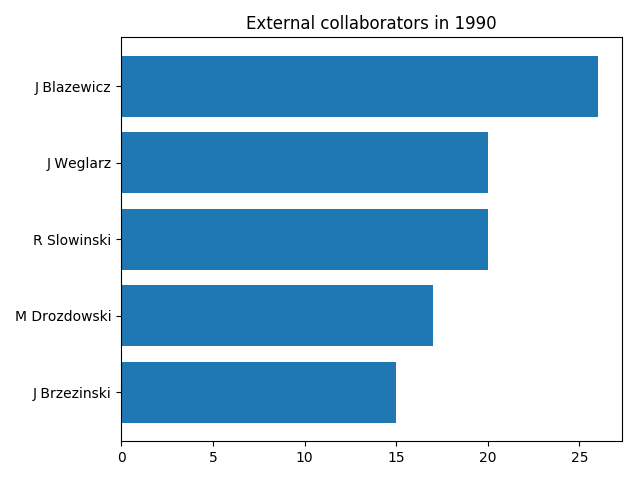 External collaborators in 1990
J Blazewicz
J Weglarz
R Slowinski
M Drozdowski
J Brzezinski
0 5 10 15 20 25